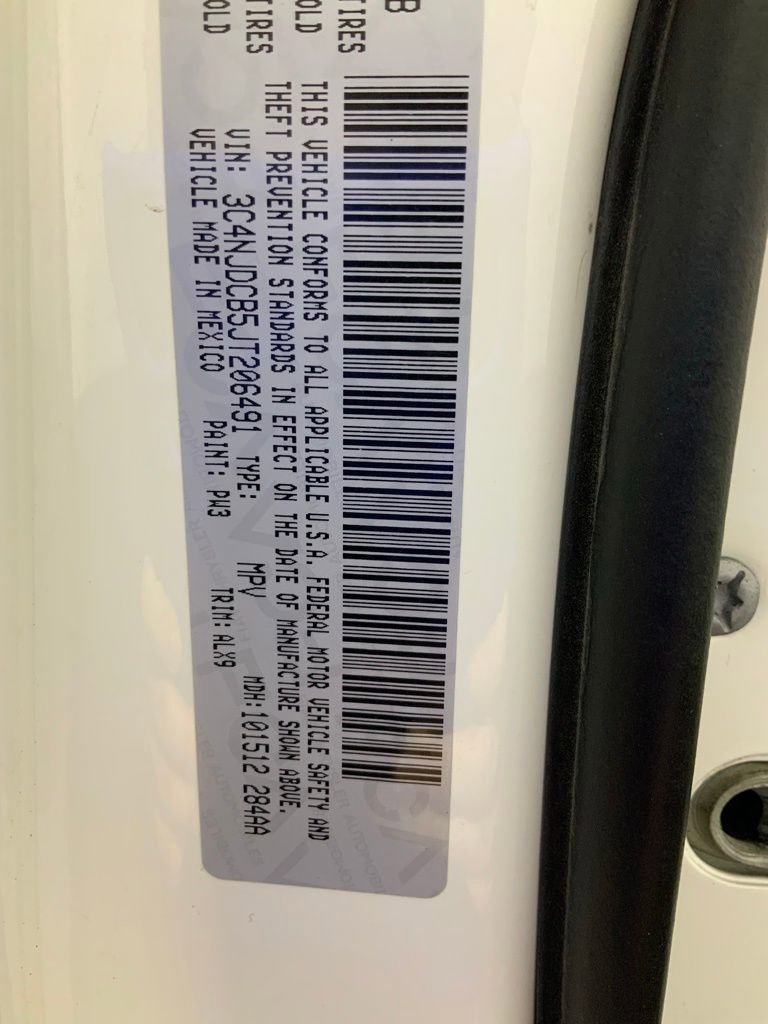 B
TIRES
OLD
TIRES
OLD
THIS VEHICLE CONFORMS TO ALL APPLICABLE U.S.A. FEDERAL MOTOR VEHICLE SAFETY AND
THEFT PREVENTION STANDARDS IN EFFECT ON THE DATE OF MANUFACTURE SHOWN ABOVE.
VIN: 3C4NJDCB5JT206491 TYPE: MPV MDH:101512 284AA
VEHICLE MADE IN MEXICO PAINT: PW3 TRIM: ALX9